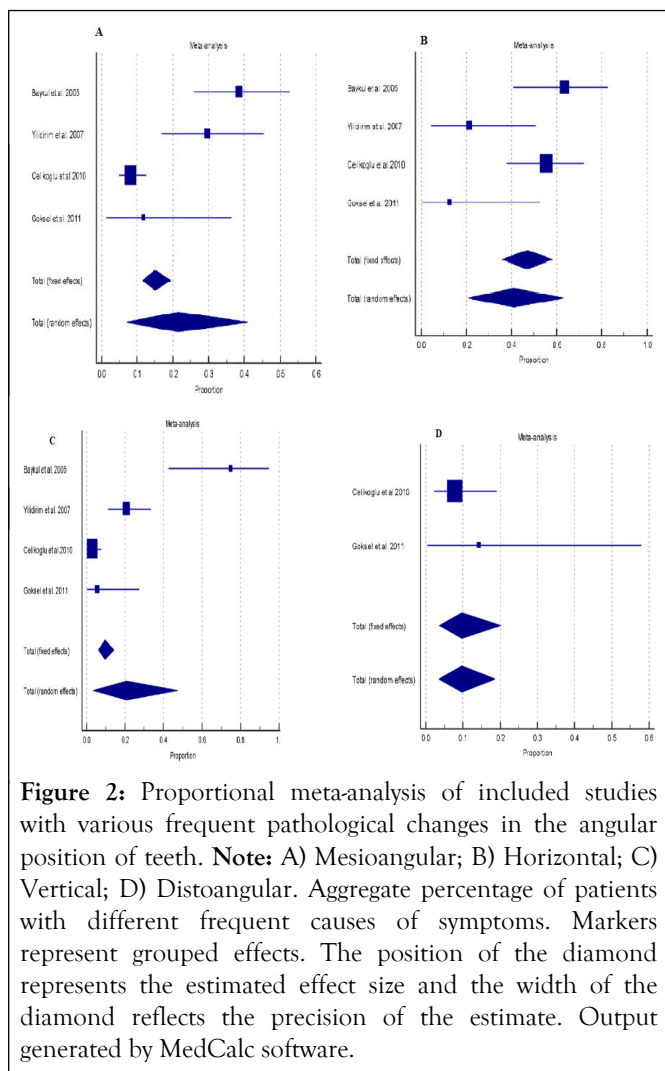 A
Meta-analysis
Baykul et al. 2005
Yilidirim et al. 2007
Celikoglu et al 2010
Goksel et al. 2011
Total (fixed effects)
Total (random effects)
0.0 0.1 0.2 0.3 0.4 0.5 0.6
Proportion
B
Meta-analysis
Baykul et al. 2005
Yilidirim et al. 2007
Celikoglu et al 2010
Goksel et al. 2011
Total (fixed effects)
Total (random effects)
0.0 0.2 0.4 0.6 0.8 1.0
Proportion
C
Meta-analysis
Baykul et al. 2005
Yilidirim et al. 2007
Celikoglu et al 2010
Goksel et al. 2011
Total (fixed effects)
Total (random effects)
0.0 0.2 0.4 0.6 0.8 1.
Proportion
D
Meta-analysis
Celikoglu et al 2010
Goksel et al. 2011
Total (fixed effects)
Total (random effects)
0.0 0.1 0.2 0.3 0.4 0.5 0.6
Proportion
Figure 2: Proportional meta-analysis of included studies
with various frequent pathological changes in the angular
position of teeth. Note: A) Mesioangular; B) Horizontal; C)
Vertical; D) Distoangular. Aggregate percentage of patients
with different frequent causes of symptoms. Markers
represent grouped effects. The position of the diamond
represents the estimated effect size and the width of the
diamond reflects the precision of the estimate. Output
generated by MedCalc software.